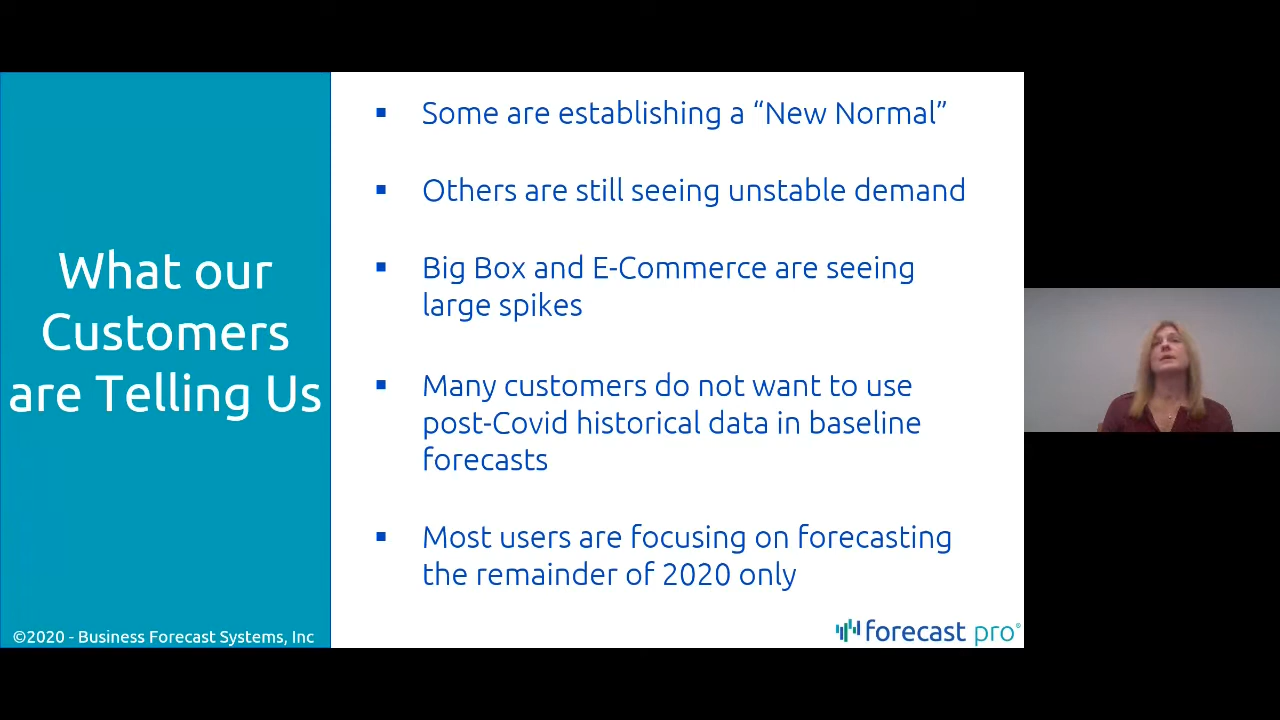 What our
Customers
are Telling Us
©2020 - Business Forecast Systems, Inc
▪ Some are establishing a “New Normal”
▪ Others are still seeing unstable demand
▪ Big Box and E-Commerce are seeing
large spikes
▪ Many customers do not want to use
post-Covid historical data in baseline
forecasts
▪ Most users are focusing on forecasting
the remainder of 2020 only
forecast pro®